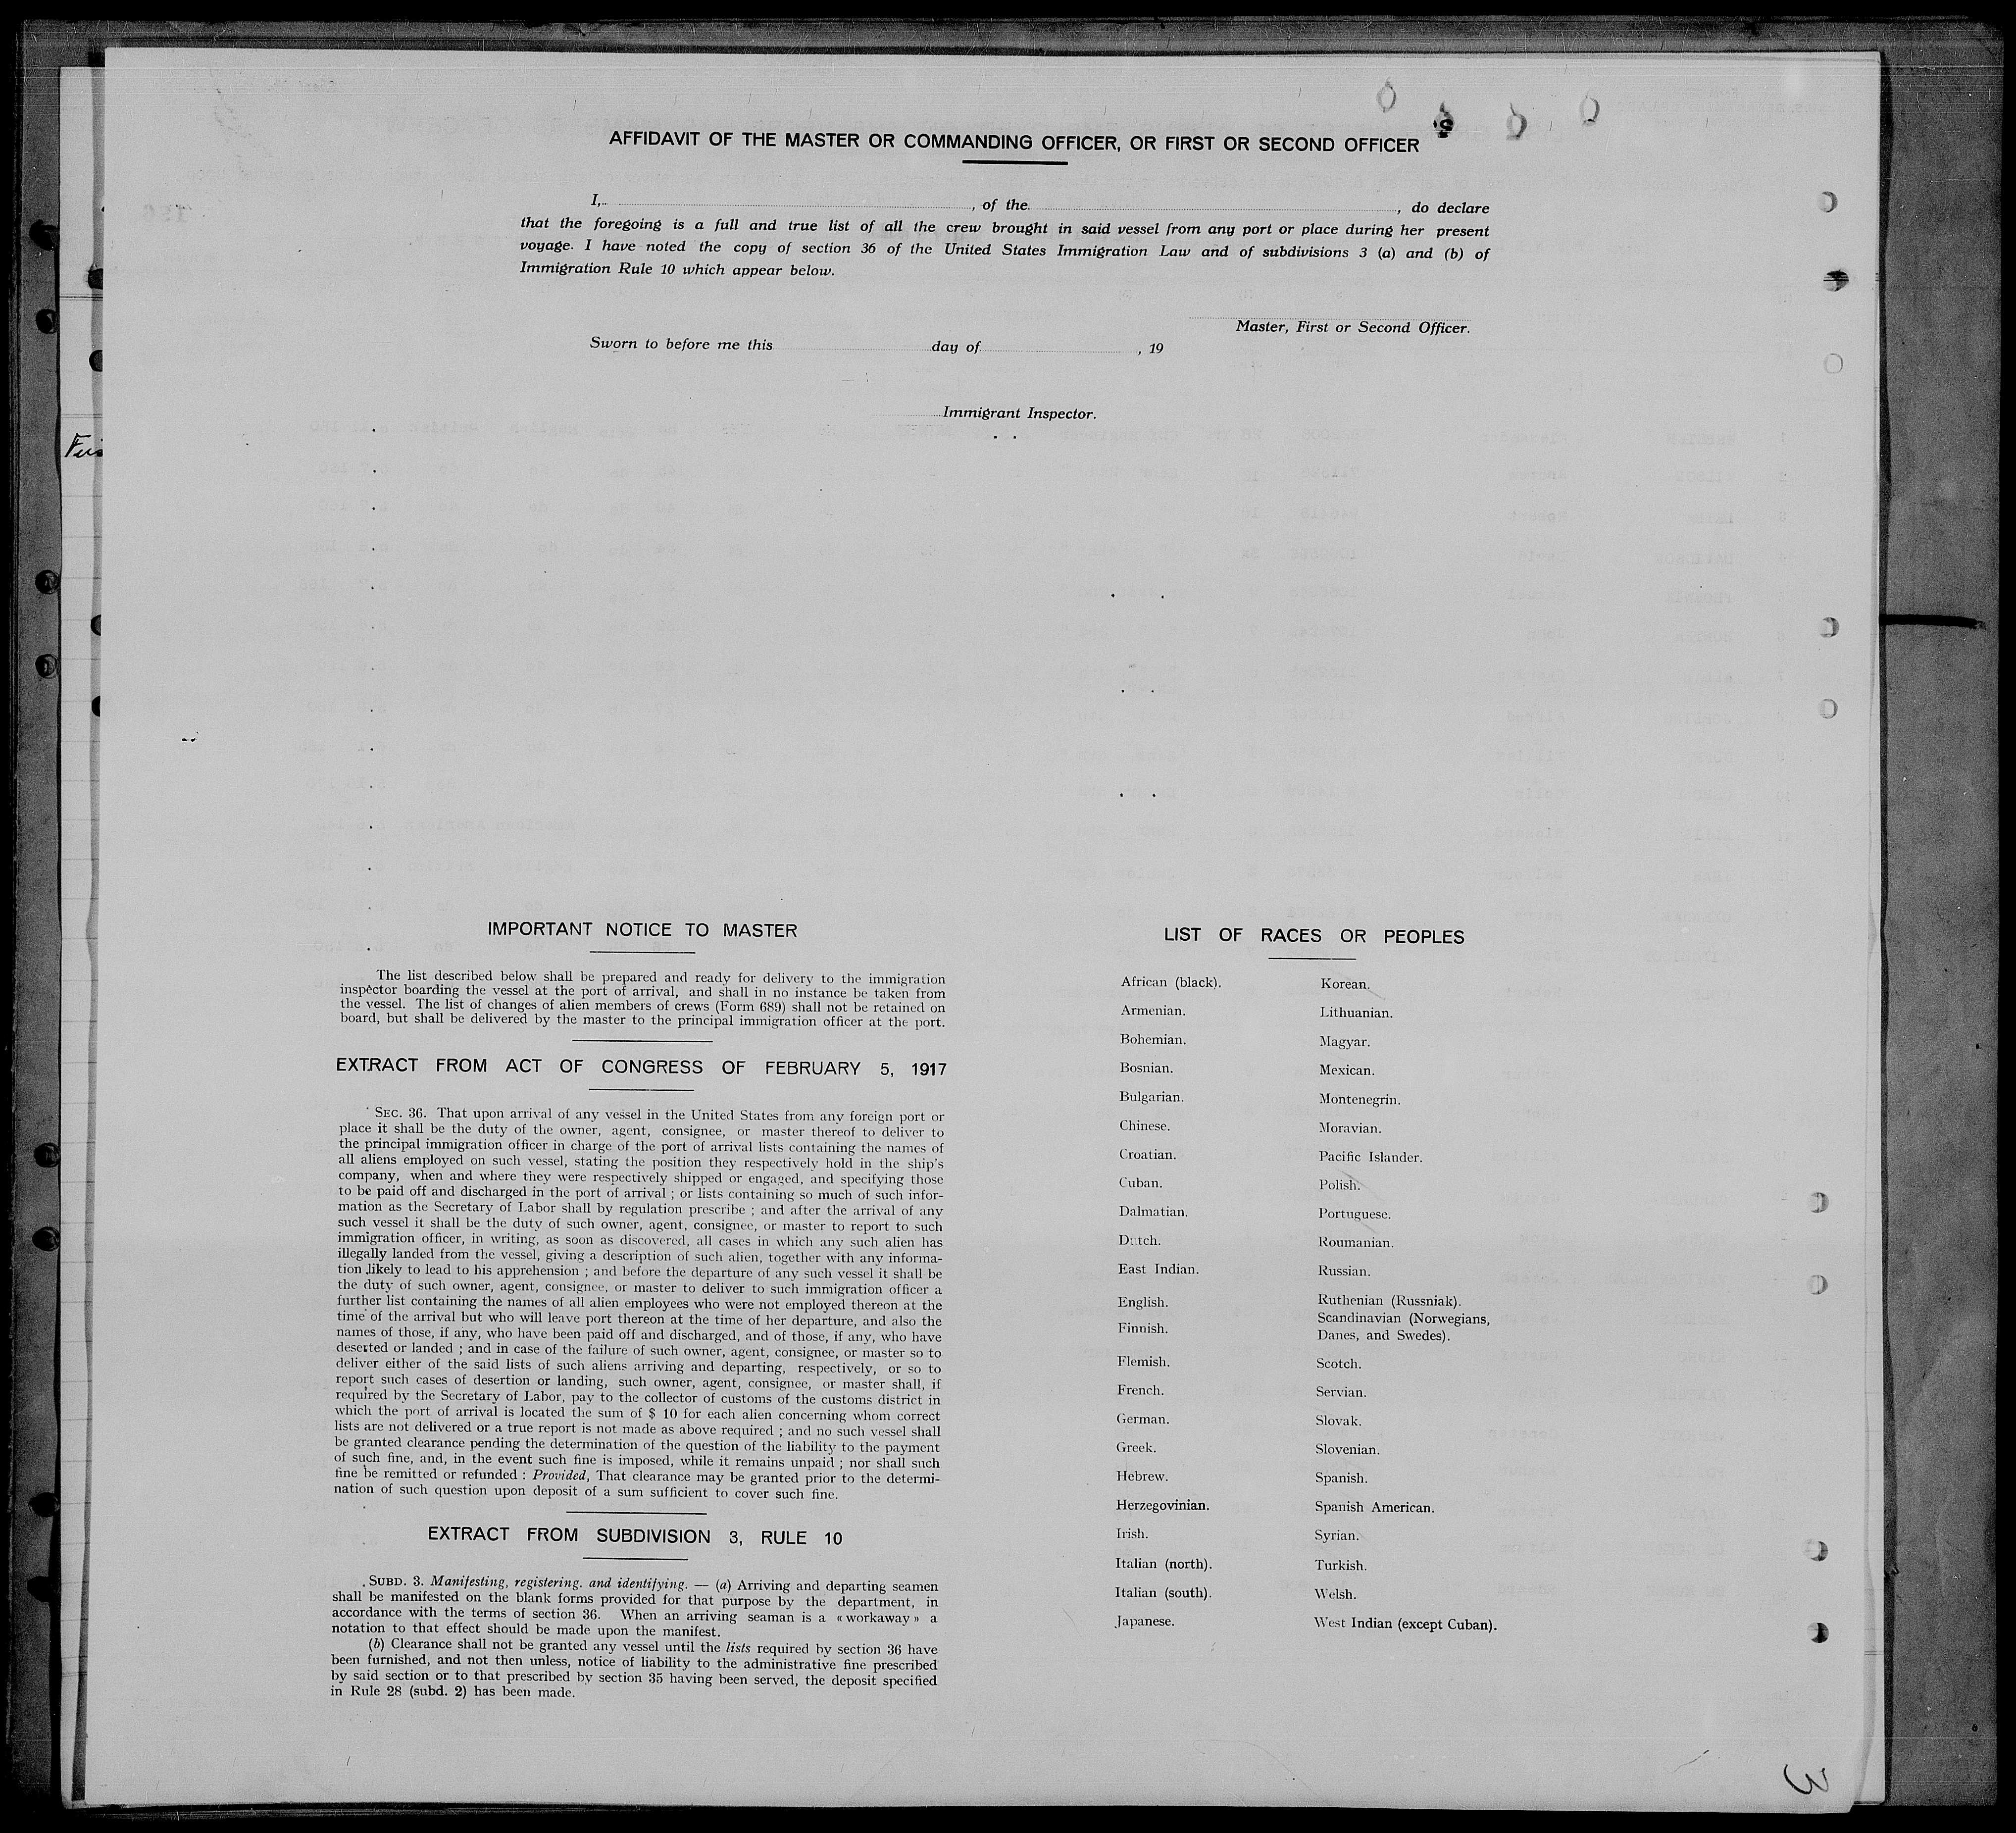 AFFIDAVIT OF THE MASTER OR COMMANDING OFFICER, OR FIRST OR SECOND OFFICER
I, , of the , do declare
that the foregoing is a full and true list of all the crew brought in said vessel from any port or place during her present
voyage. I have noted the copy of section 36 of the United States Immigration Law and of subdivisions 3 (a) and (b) of
Immigration Rule 10 which appear below.
Master, First or Second Officer.
Sworn to before me this day of , 19
Immigrant Inspector.
IMPORTANT NOTICE TO MASTER
The list described below shall be prepared and ready for delivery to the immigration
inspector boarding the vessel at the port of arrival, and shall in no instance be taken from
the vessel. The list of changes of alien members of crews (Form 689) shall not be retained on
board, but shall be delivered by the master to the principal immigration officer at the port.
EXTRACT FROM ACT OF CONGRESS OF FEBRUARY 5, 1917
SEC. 36. That upon arrival of any vessel in the United States from any foreign port or
place it shall be the duty of the owner, agent, consignee, or master thereof to deliver to
the principal immigration officer in charge of the port of arrival lists containing the names of
all aliens employed on such vessel, stating the position they respectively hold in the ship's
company, when and where they were respectively shipped or engaged, and specifying those
to be paid off and discharged in the port of arrival ; or lists containing so much of such infor-
mation as the Secretary of Labor shall by regulation prescribe ; and after the arrival of any
such vessel it shall be the duty of such owner, agent, consignee, or master to report to such
immigration officer, in writing, as soon as discovered, all cases in which any such alien has
illegally landed from the vessel, giving a description of such alien, together with any informa-
tion likely to lead to his apprehension ; and before the departure of any such vessel it shall be
the duty of such owner, agent, consignee, or master to deliver to such immigration officer a
further list containing the names of all alien employees who were not employed thereon at the
time of the arrival but who will leave port thereon at the time of her departure, and also the
names of those, if any, who have been paid off and discharged, and of those, if any, who have
deserted or landed ; and in case of the failure of such owner, agent, consignee, or master so to
deliver either of the said lists of such aliens arriving and departing, respectively, or so to
report such cases of desertion or landing, such owner, agent, consignee, or master shall, if
required by the Secretary of Labor, pay to the collector of customs of the customs district in
which the port of arrival is located the sum of $ 10 for each alien concerning whom correct
lists are not delivered or a true report is not made as above required ; and no such vessel shall
be granted clearance pending the determination of the question of the liability to the payment
of such fine, and, in the event such fine is imposed, while it remains unpaid ; nor shall such
fine be remitted or refunded : Provided, That clearance may be granted prior to the determi-
nation of such question upon deposit of a sum sufficient to cover such fine.
EXTRACT FROM SUBDIVISION 3, RULE 10
SUBD. 3. Manifesting, registering. and identifying. — (a) Arriving and departing seamen
shall be manifested on the blank forms provided for that purpose by the department, in
accordance with the terms of section 36. When an arriving seaman is a « workaway » a
notation to that effect should be made upon the manifest.
(b) Clearance shall not be granted any vessel until the lists required by section 36 have
been furnished, and not then unless, notice of liability to the administrative fine prescribed
by said section or to that prescribed by section 35 having been served, the deposit specified
in Rule 28 (subd. 2) has been made.
LIST OF RACES OR PEOPLES
African (black).
Armenian.
Bohemian.
Bosnian.
Bulgarian.
Chinese.
Croatian.
Cuban.
Dalmatian.
Dutch.
East Indian.
English.
Finnish.
Flemish.
French.
German.
Greek.
Hebrew.
Herzegovinian.
Irish.
Italian (north).
Italian (south).
Japanese.
Korean.
Lithuanian.
Magyar.
Mexican.
Montenegrin.
Moravian.
Pacific Islander.
Polish.
Portuguese.
Roumanian.
Russian.
Ruthenian (Russniak).
Scandinavian (Norwegians,
Danes, and Swedes).
Scotch.
Servian.
Slovak.
Slovenian.
Spanish.
Spanish American.
Syrian.
Turkish.
Welsh.
West Indian (except Cuban).
3